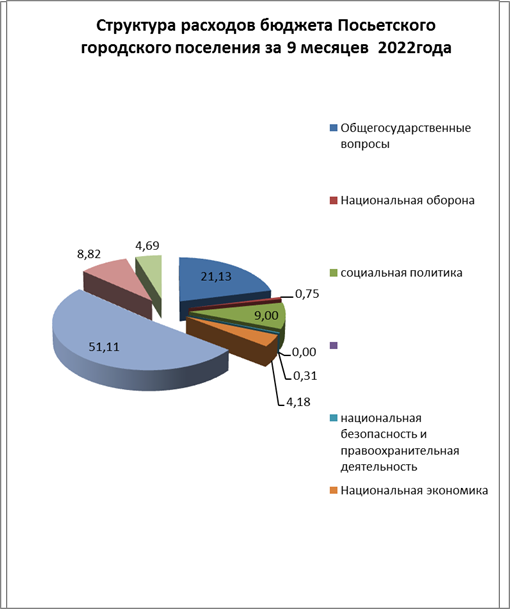 Структура расходов бюджета Посьетского
городского поселения за 9 месяцев 2022года
Общегосударственные
вопросы
Национальная оборона
социальная политика
национальная
безопасность и
правоохранительная
деятельность
Национальная экономика
4,69
8,82
21,13
0,75
9,00
0,00
0,31
4,18
51,11